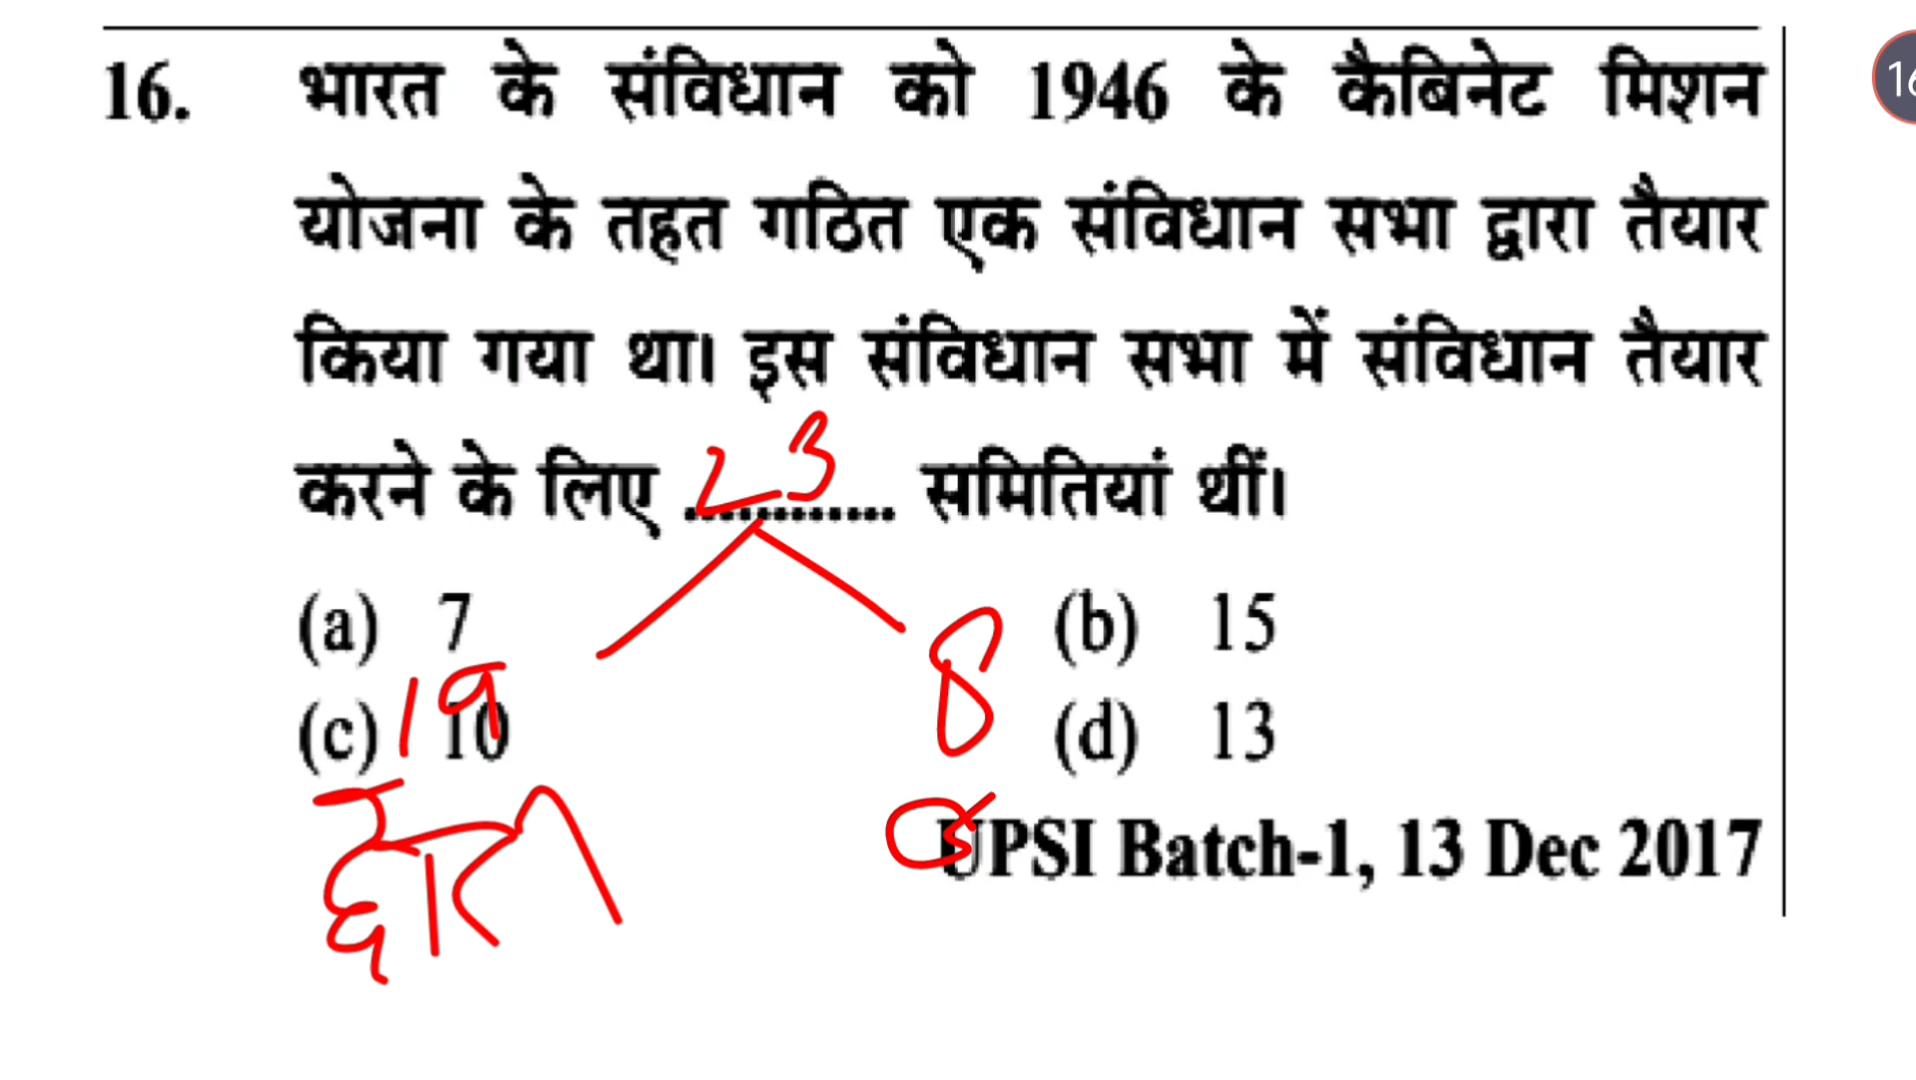 16. भारत के संविधान को 1946 के कैबिनेट मिशन
योजना के तहत गठित एक संविधान सभा द्वारा तैयार
किया गया था। इस संविधान सभा में संविधान तैयार
करने के लिए ............ समितियां थीं।
23
(a) 7 (b) 15
19 8
(c) 10 (d) 13
UPSI Batch-1, 13 Dec 2017